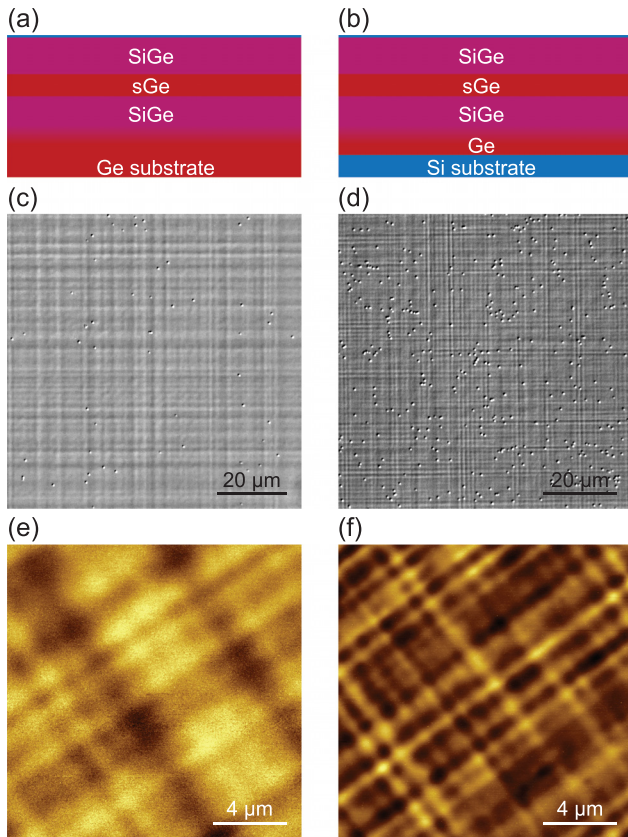 (a)
(b)
SiGe
SiGe
sGe
sGe
SiGe
SiGe
Ge
Ge substrate
Si substrate
(c)
(d)
20 μm
20 μm
(e)
(f)
4 μm
4 μm